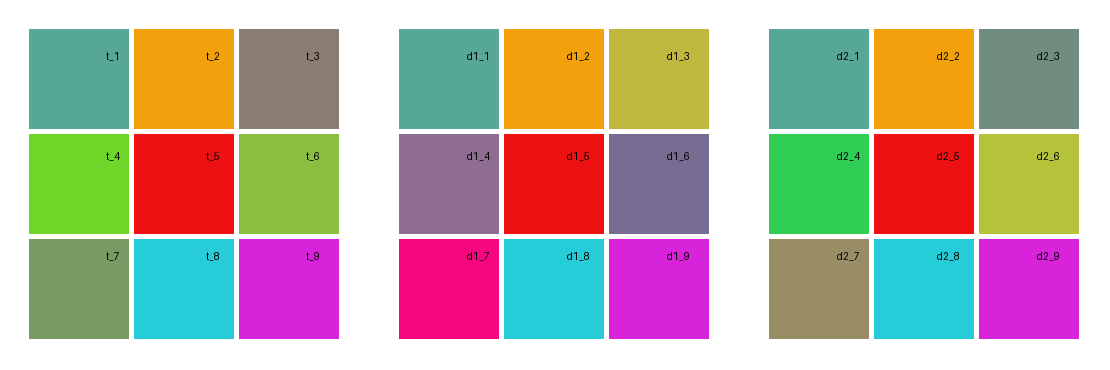 t_1 t_2 t_3 d1_1 d1_2 d1_3 d2_1 d2_2 d2_3
t_4 t_5 t_6 d1_4 d1_5 d1_6 d2_4 d2_5 d2_6
t_7 t_8 t_9 d1_7 d1_8 d1_9 d2_7 d2_8 d2_9